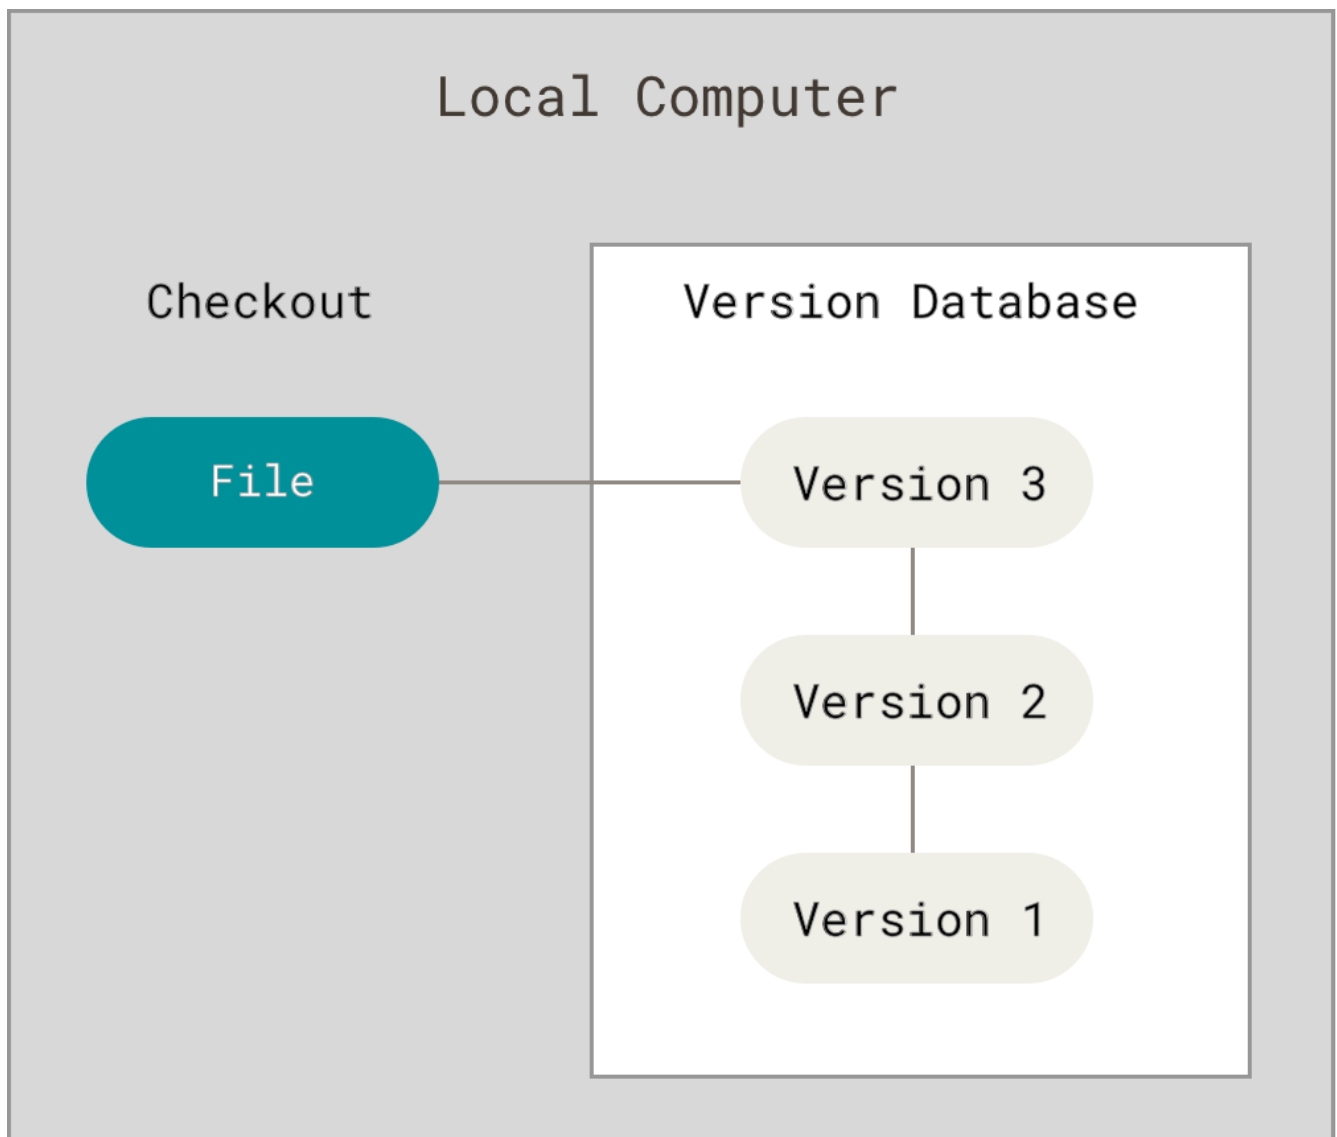 Local Computer
Checkout
Version Database
File
Version 3
Version 2
Version 1